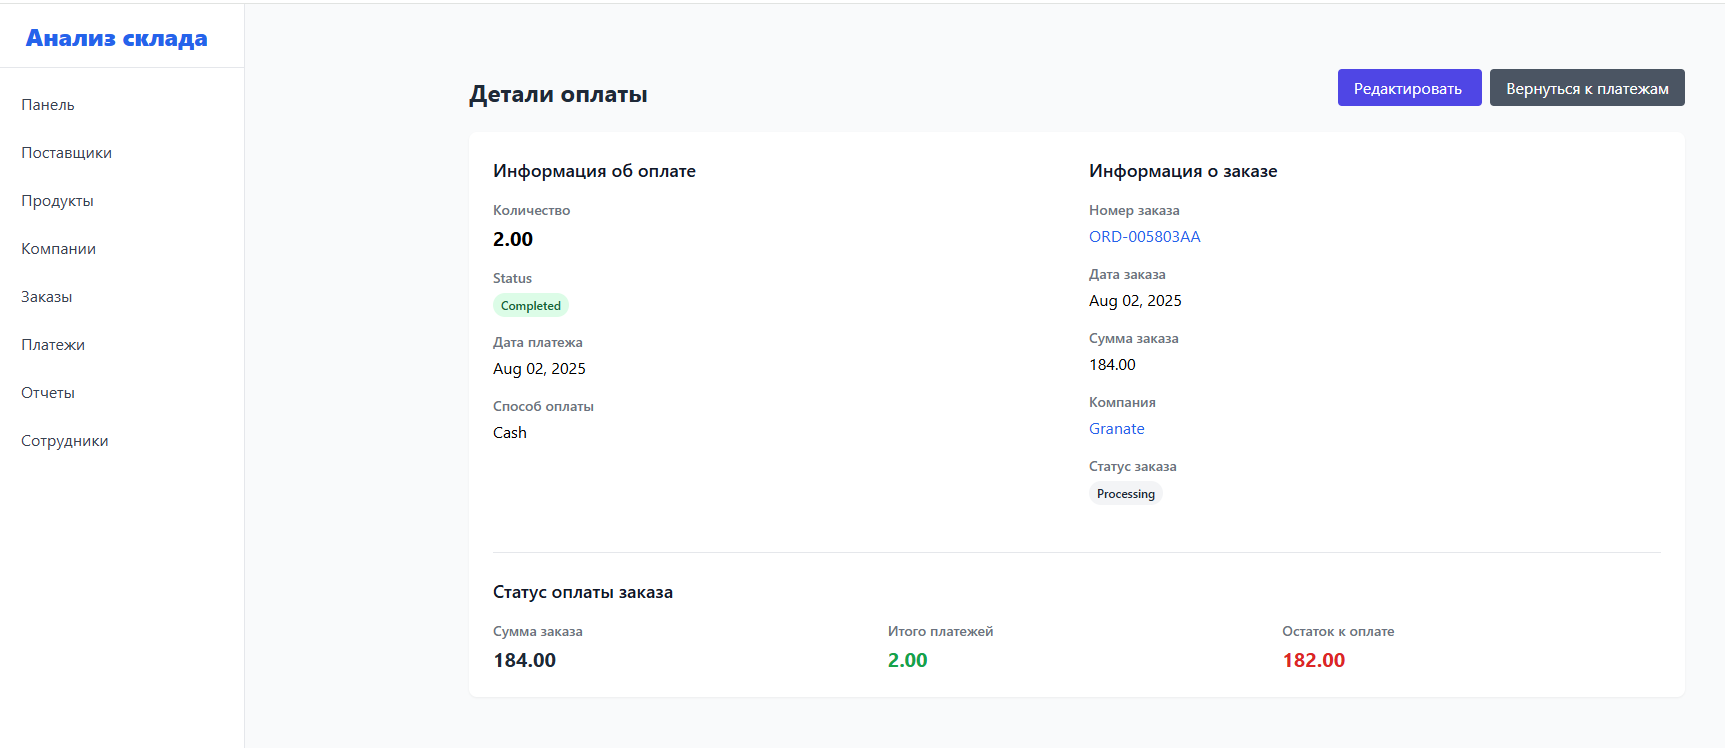 Анализ склада
Панель
Поставщики
Продукты
Компании
Заказы
Платежи
Отчеты
Сотрудники
Детали оплаты
Редактировать
Вернуться к платежам
Информация об оплате
Количество
2.00
Status
Completed
Дата платежа
Aug 02, 2025
Способ оплаты
Cash
Информация о заказе
Номер заказа
ORD-005803AA
Дата заказа
Aug 02, 2025
Сумма заказа
184.00
Компания
Granate
Статус заказа
Processing
Статус оплаты заказа
Сумма заказа
184.00
Итого платежей
2.00
Остаток к оплате
182.00